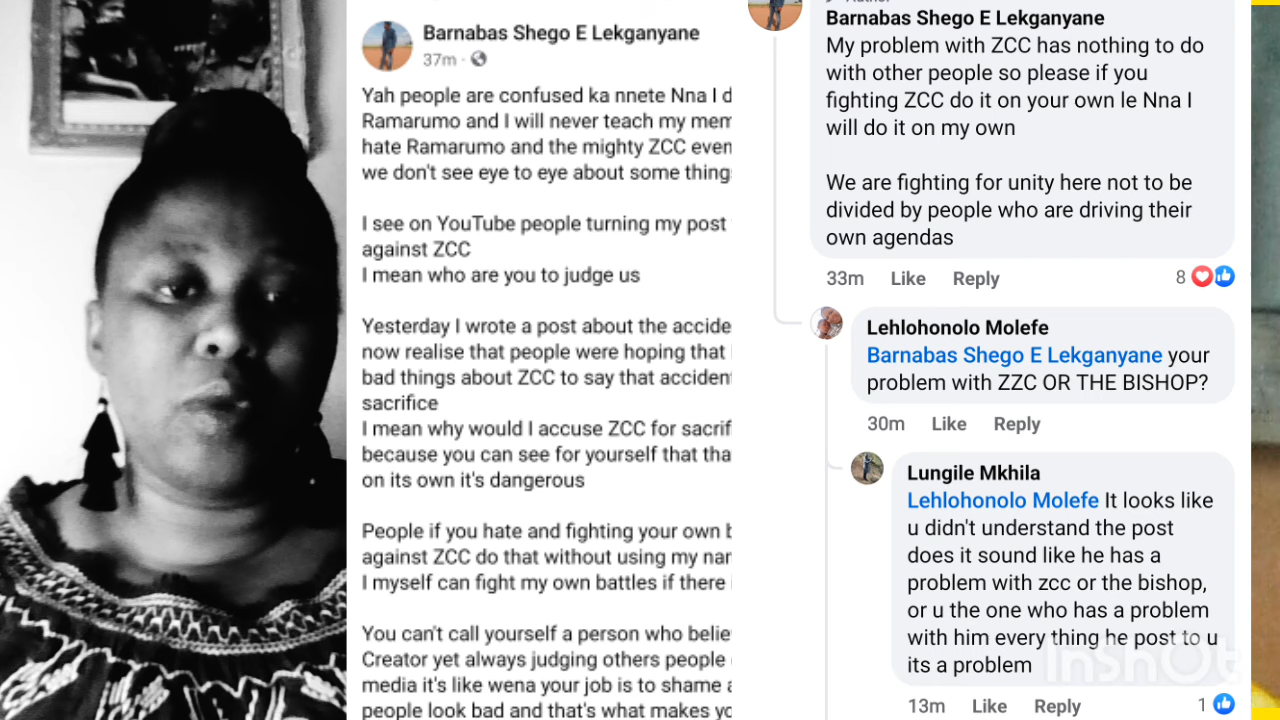 Barnabas Shego E Lekganyane
37m
Yah people are confused ka nnete Nna I d
Ramarumo and I will never teach my mem
hate Ramarumo and the mighty ZCC even
we don't see eye to eye about some thing
I see on YouTube people turning my post
against ZCC
I mean who are you to judge us
Yesterday I wrote a post about the accide
now realise that people were hoping that
bad things about ZCC to say that acciden
sacrifice
I mean why would I accuse ZCC for sacrif
because you can see for yourself that tha
on its own it's dangerous
People if you hate and fighting your own b
against ZCC do that without using my nar
I myself can fight my own battles if there
You can't call yourself a person who belie
Creator yet always judging others people
media it's like wena your job is to shame a
people look bad and that's what makes yo
Barnabas Shego E Lekganyane
My problem with ZCC has nothing to do
with other people so please if you
fighting ZCC do it on your own le Nna I
will do it on my own
We are fighting for unity here not to be
divided by people who are driving their
own agendas
33m Like Reply 8
Lehlohonolo Molefe
Barnabas Shego E Lekganyane your
problem with ZZC OR THE BISHOP?
30m Like Reply
Lungile Mkhila
Lehlohonolo Molefe It looks like
u didn't understand the post
does it sound like he has a
problem with zcc or the bishop,
or u the one who has a problem
with him every thing he post to u
its a problem
InShOt
13m Like Reply 1